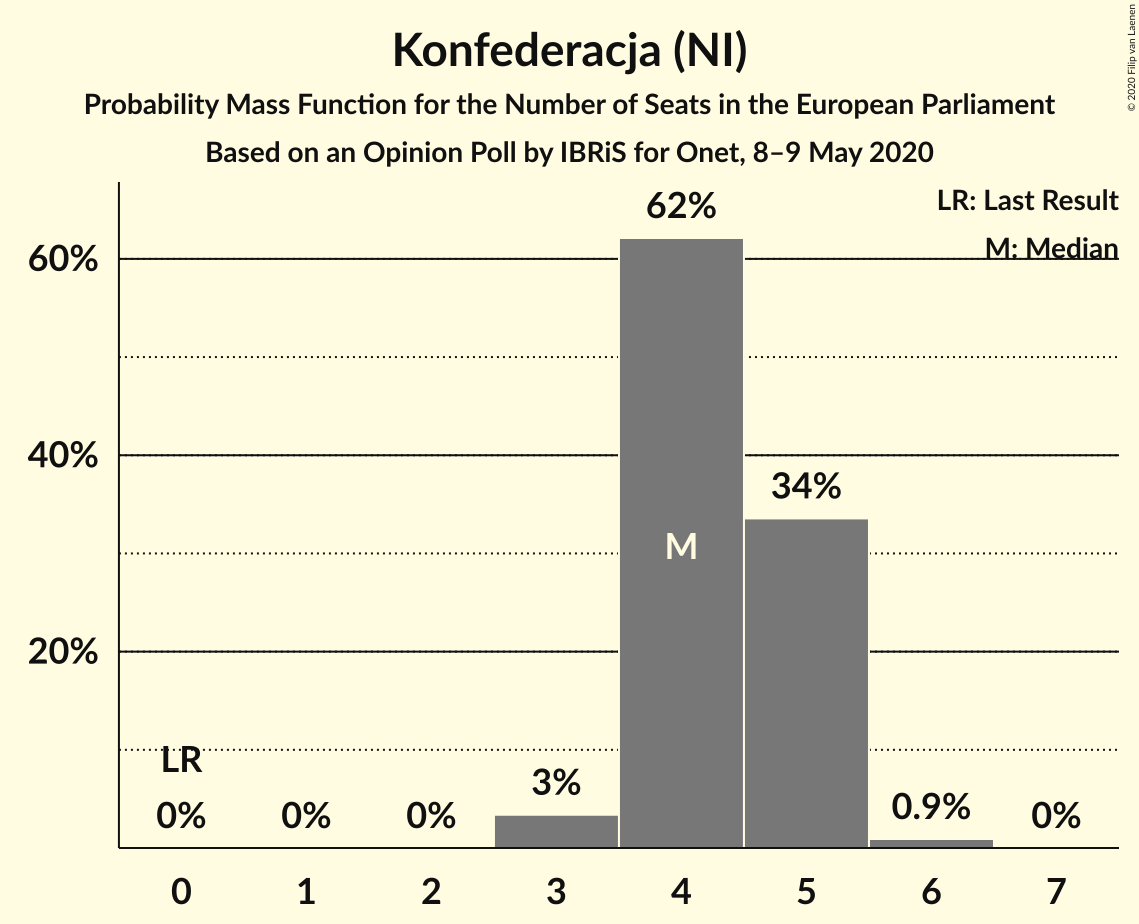 Konfederacja (NI)
Probability Mass Function for the Number of Seats in the European Parliament
Based on an Opinion Poll by IBRiS for Onet, 8–9 May 2020
© 2020 Filip van Laenen
LR: Last Result
M: Median
62%
60%
40%
34%
M
20%
LR
0%
0%
0%
3%
0.9%
0%
0 1 2 3 4 5 6 7